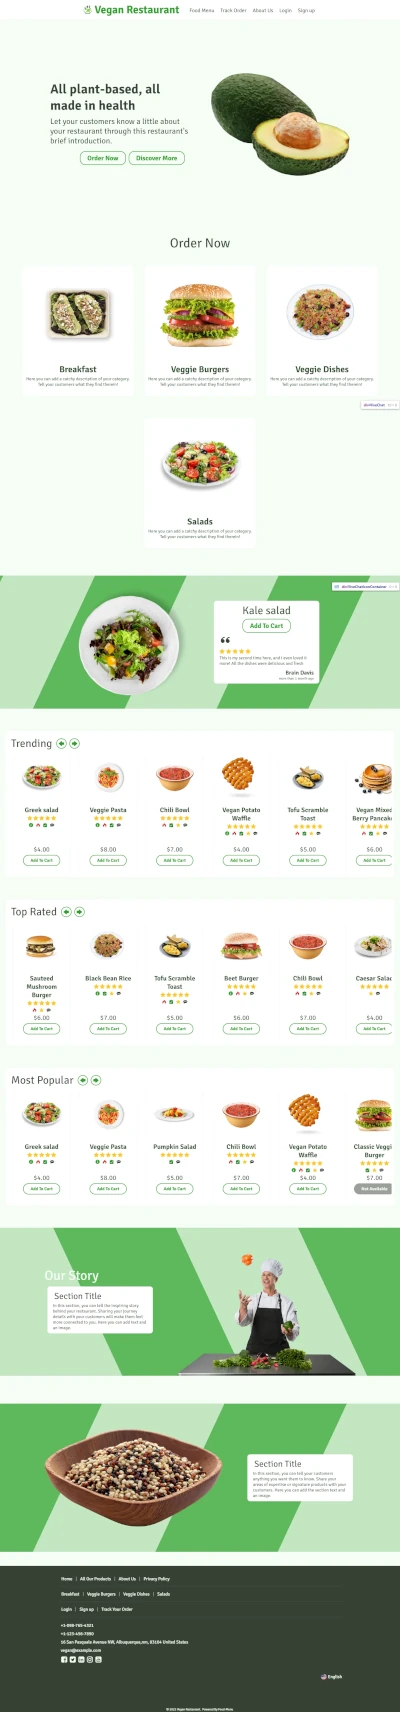 Vegan Restaurant Food Menu Track Order About Us Login Sign up
All plant-based, all
made in health
Let your customers know a little about
your restaurant through this restaurant's
brief introduction.
Order Now Discover More
Order Now
Breakfast
Here you can add a catchy description of your category.
Tell your customers what they find therein!
Veggie Burgers
Here you can add a catchy description of your category.
Tell your customers what they find therein!
Veggie Dishes
Here you can add a catchy description of your category.
Tell your customers what they find therein!
Salads
Here you can add a catchy description of your category.
Tell your customers what they find therein!
Kale salad
Add To Cart
This is my second time here, and I even loved it
more! All the dishes were delicious and fresh
Brain Davis
more than 1 month ago
Trending
Greek salad
$4.00
Add To Cart
Veggie Pasta
$8.00
Add To Cart
Chili Bowl
$7.00
Add To Cart
Vegan Potato
Waffle
$4.00
Add To Cart
Tofu Scramble
Toast
$5.00
Add To Cart
Vegan Mixed
Berry Pancake
$6.00
Add To Cart
Top Rated
Sauteed
Mushroom
Burger
$6.00
Add To Cart
Black Bean Rice
$7.00
Add To Cart
Tofu Scramble
Toast
$5.00
Add To Cart
Beet Burger
$6.00
Add To Cart
Chili Bowl
$7.00
Add To Cart
Caesar Salad
$4.00
Add To Cart
Most Popular
Greek salad
$4.00
Add To Cart
Veggie Pasta
$8.00
Add To Cart
Pumpkin Salad
$5.00
Add To Cart
Chili Bowl
$7.00
Add To Cart
Vegan Potato
Waffle
$4.00
Add To Cart
Classic Veggi
Burger
$7.00
Not Available
Our Story
Section Title
In this section, you can tell the inspiring story
behind your restaurant. Sharing your journey
details with your customers will make them feel
more connected to you. Here you can add text and
an image.
Section Title
In this section, you can tell your customers
anything you want them to know. Share your
areas of expertise or signature products with your
customers. Here you can add the section text and
an image.
Home | All Our Products | About Us | Privacy Policy
Breakfast | Veggie Burgers | Veggie Dishes | Salads
Login | Sign up | Track Your Order
+1-098-765-4321
+1-123-456-7890
16 San Pasquale Avenue NW, Albuquerque,nm, 83104 United States
vegan@example.com
English